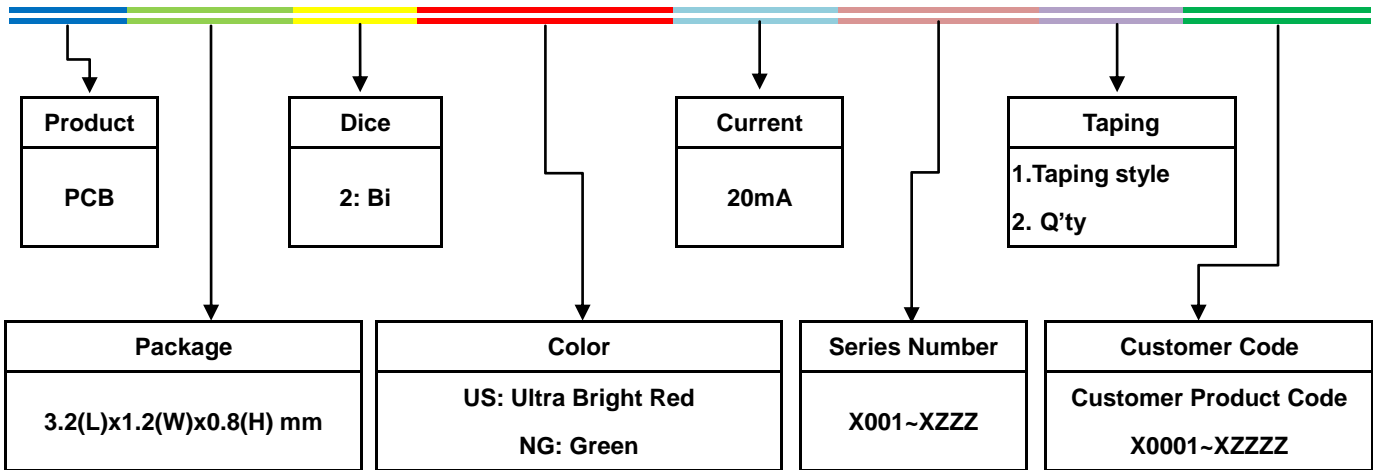 Product
PCB
Dice
2: Bi
Current
20mA
Taping
1.Taping style
2. Q’ty
Package
3.2(L)x1.2(W)x0.8(H) mm
Color
US: Ultra Bright Red
NG: Green
Series Number
X001~XZZZ
Customer Code
Customer Product Code
X0001~XZZZZ